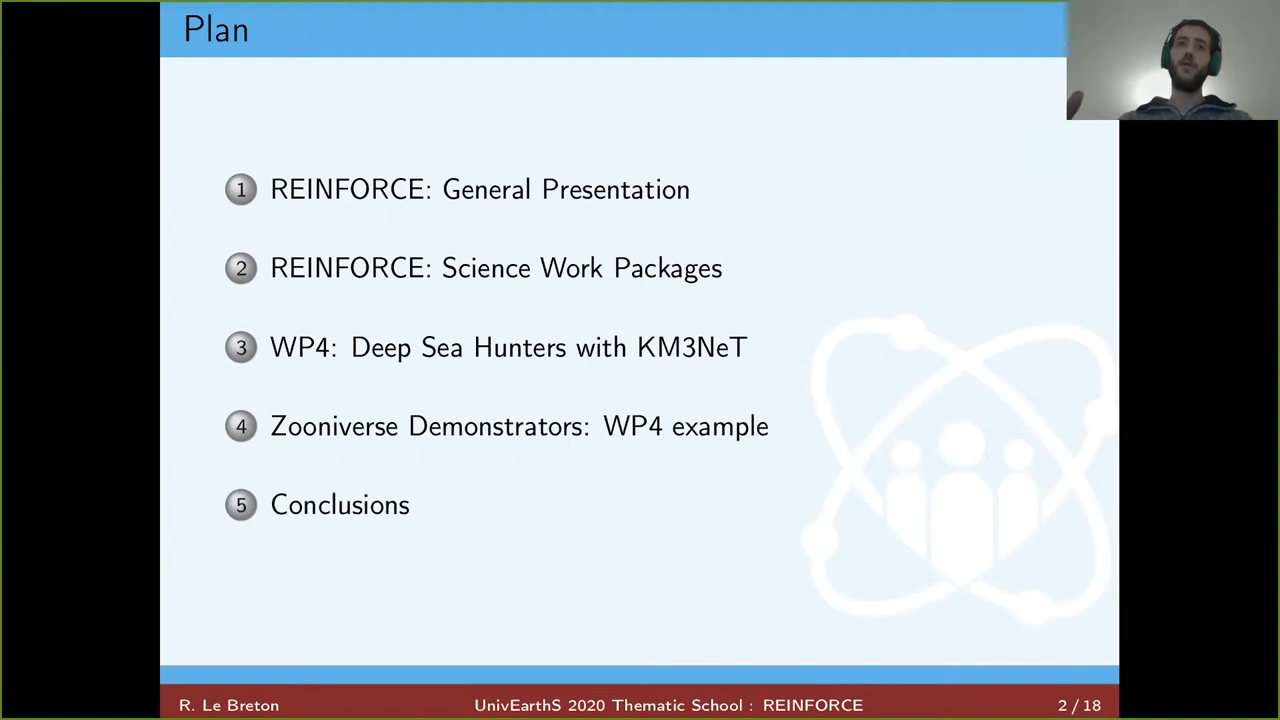 Plan
1 REINFORCE: General Presentation
2 REINFORCE: Science Work Packages
3 WP4: Deep Sea Hunters with KM3NeT
4 Zooniverse Demonstrators: WP4 example
5 Conclusions
R. Le Breton UnivEarthS 2020 Thematic School : REINFORCE 2 / 18